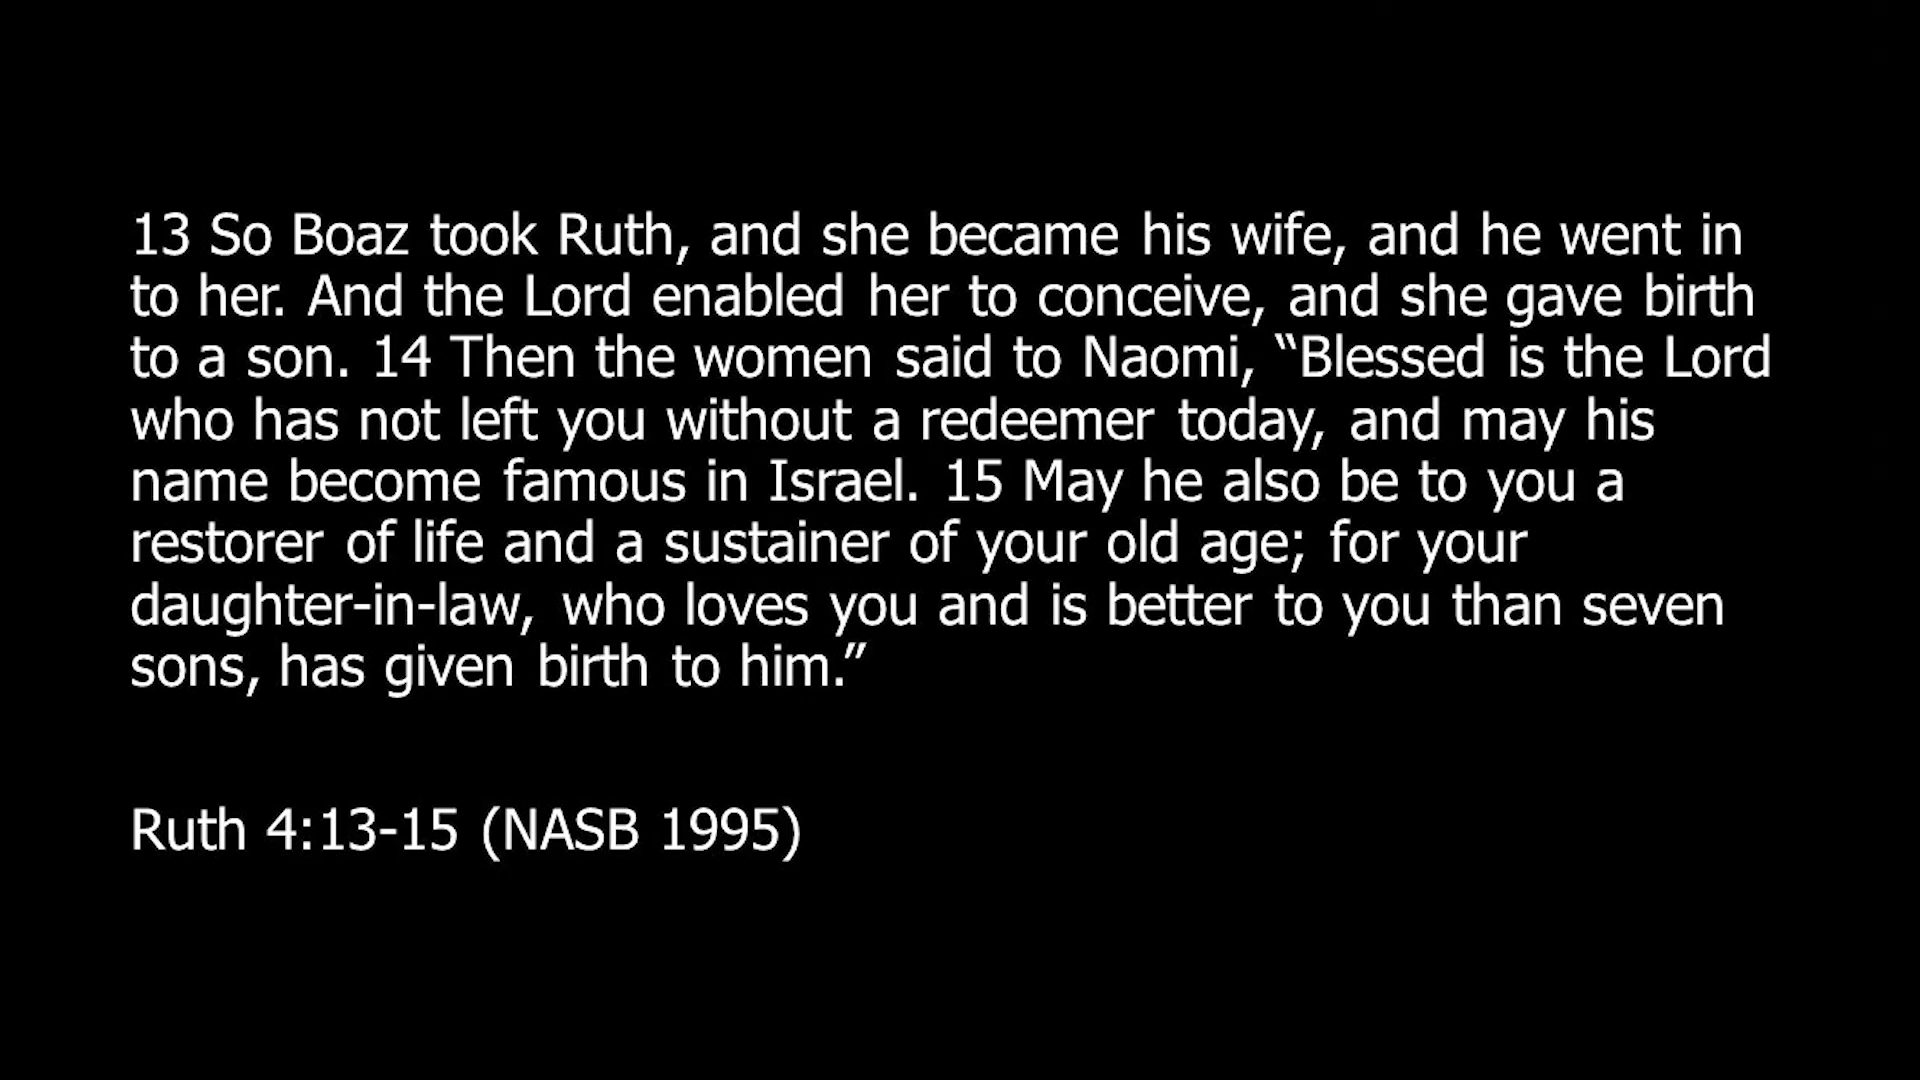 13 So Boaz took Ruth, and she became his wife, and he went in
to her. And the Lord enabled her to conceive, and she gave birth
to a son. 14 Then the women said to Naomi, “Blessed is the Lord
who has not left you without a redeemer today, and may his
name become famous in Israel. 15 May he also be to you a
restorer of life and a sustainer of your old age; for your
daughter-in-law, who loves you and is better to you than seven
sons, has given birth to him.”
Ruth 4:13-15 (NASB 1995)